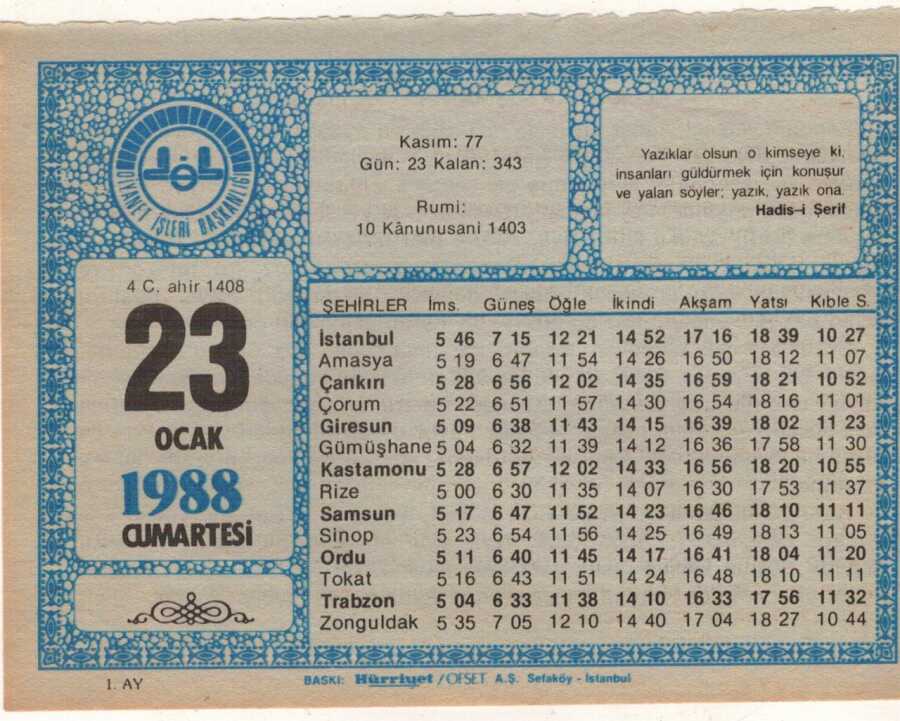 DİYANET İŞLERİ BAŞKANLIĞI
Kasım: 77
Gün: 23 Kalan: 343
Rumi:
10 Kânunusani 1403
Yazıklar olsun o kimseye ki,
insanları güldürmek için konuşur
ve yalan söyler; yazık, yazık ona.
Hadis-i Şerif
4 C. ahir 1408
23
OCAK
1988
CUMARTESİ
ŞEHİRLER İms. Güneş Öğle İkindi Akşam Yatsı Kıble S.
İstanbul 5 46 7 15 12 21 14 52 17 16 18 39 10 27
Amasya 5 19 6 47 11 54 14 26 16 50 18 12 11 07
Çankırı 5 28 6 56 12 02 14 35 16 59 18 21 10 52
Çorum 5 22 6 51 11 57 14 30 16 54 18 16 11 01
Giresun 5 09 6 38 11 43 14 15 16 39 18 02 11 23
Gümüşhane 5 04 6 32 11 39 14 12 16 36 17 58 11 30
Kastamonu 5 28 6 57 12 02 14 33 16 56 18 20 10 55
Rize 5 00 6 30 11 35 14 07 16 30 17 53 11 37
Samsun 5 17 6 47 11 52 14 23 16 46 18 10 11 11
Sinop 5 23 6 54 11 56 14 25 16 49 18 13 11 05
Ordu 5 11 6 40 11 45 14 17 16 41 18 04 11 20
Tokat 5 16 6 43 11 51 14 24 16 48 18 10 11 11
Trabzon 5 04 6 33 11 38 14 10 16 33 17 56 11 32
Zonguldak 5 35 7 05 12 10 14 40 17 04 18 27 10 44
1. AY
BASKI: Hürriyet / OFSET A.Ş. Sefaköy - İstanbul